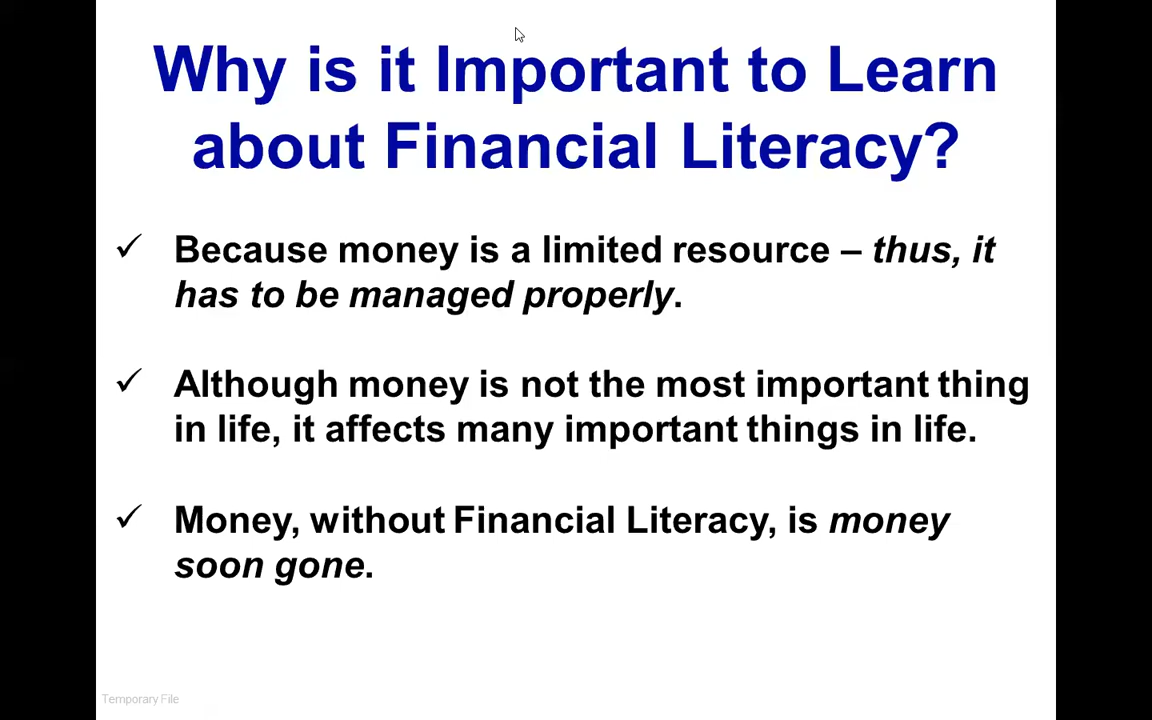 Why is it Important to Learn
about Financial Literacy?
✓ Because money is a limited resource – thus, it
has to be managed properly.
✓ Although money is not the most important thing
in life, it affects many important things in life.
✓ Money, without Financial Literacy, is money
soon gone.
Temporary File